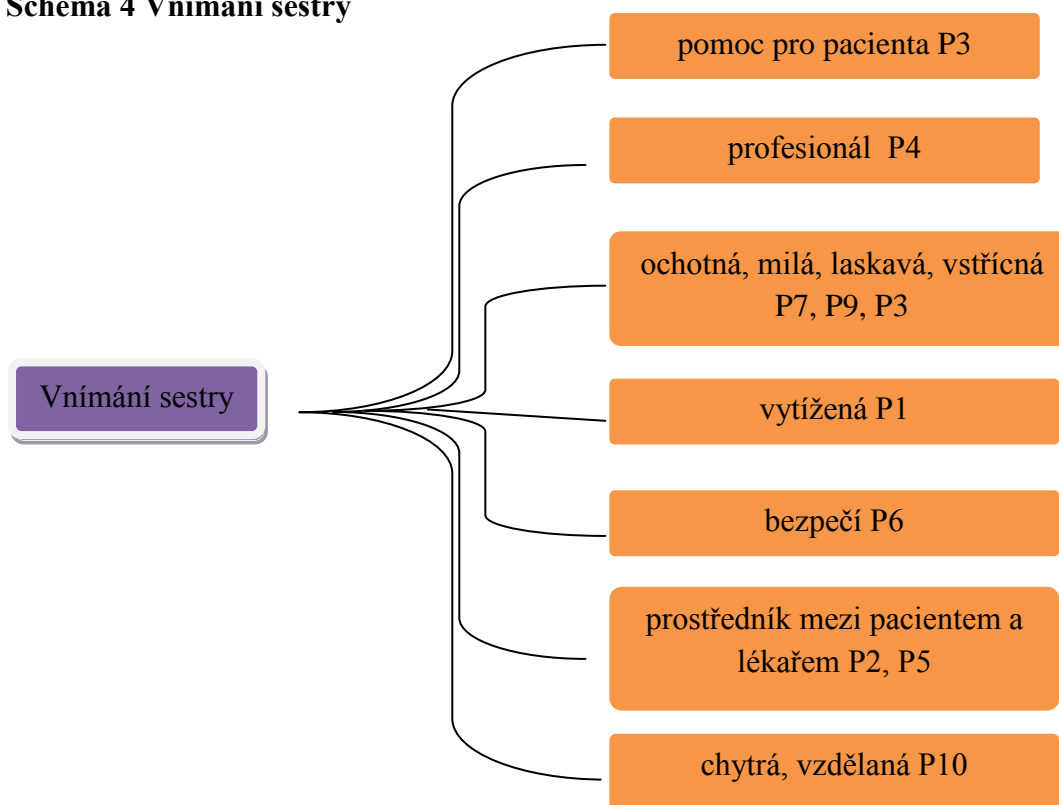 Schéma 4 Vnímání sestry
pomoc pro pacienta P3
profesionál P4
ochotná, milá, laskavá, vstřícná
P7, P9, P3
Vnímání sestry
vytížená P1
bezpečí P6
prostředník mezi pacientem a
lékařem P2, P5
chytrá, vzdělaná P10